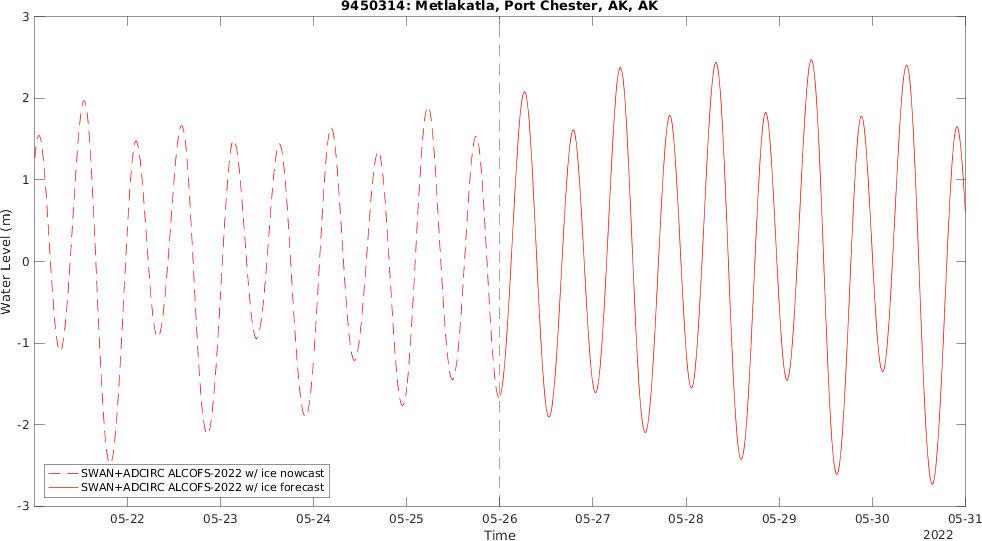 9450314: Metlakatla, Port Chester, AK, AK
3
2
1
0
-1
-2
-3
Water Level (m)
SWAN+ADCIRC ALCOFS-2022 w/ ice nowcast
SWAN+ADCIRC ALCOFS-2022 w/ ice forecast
05-22 05-23 05-24 05-25 05-26 05-27 05-28 05-29 05-30 05-31
Time
2022